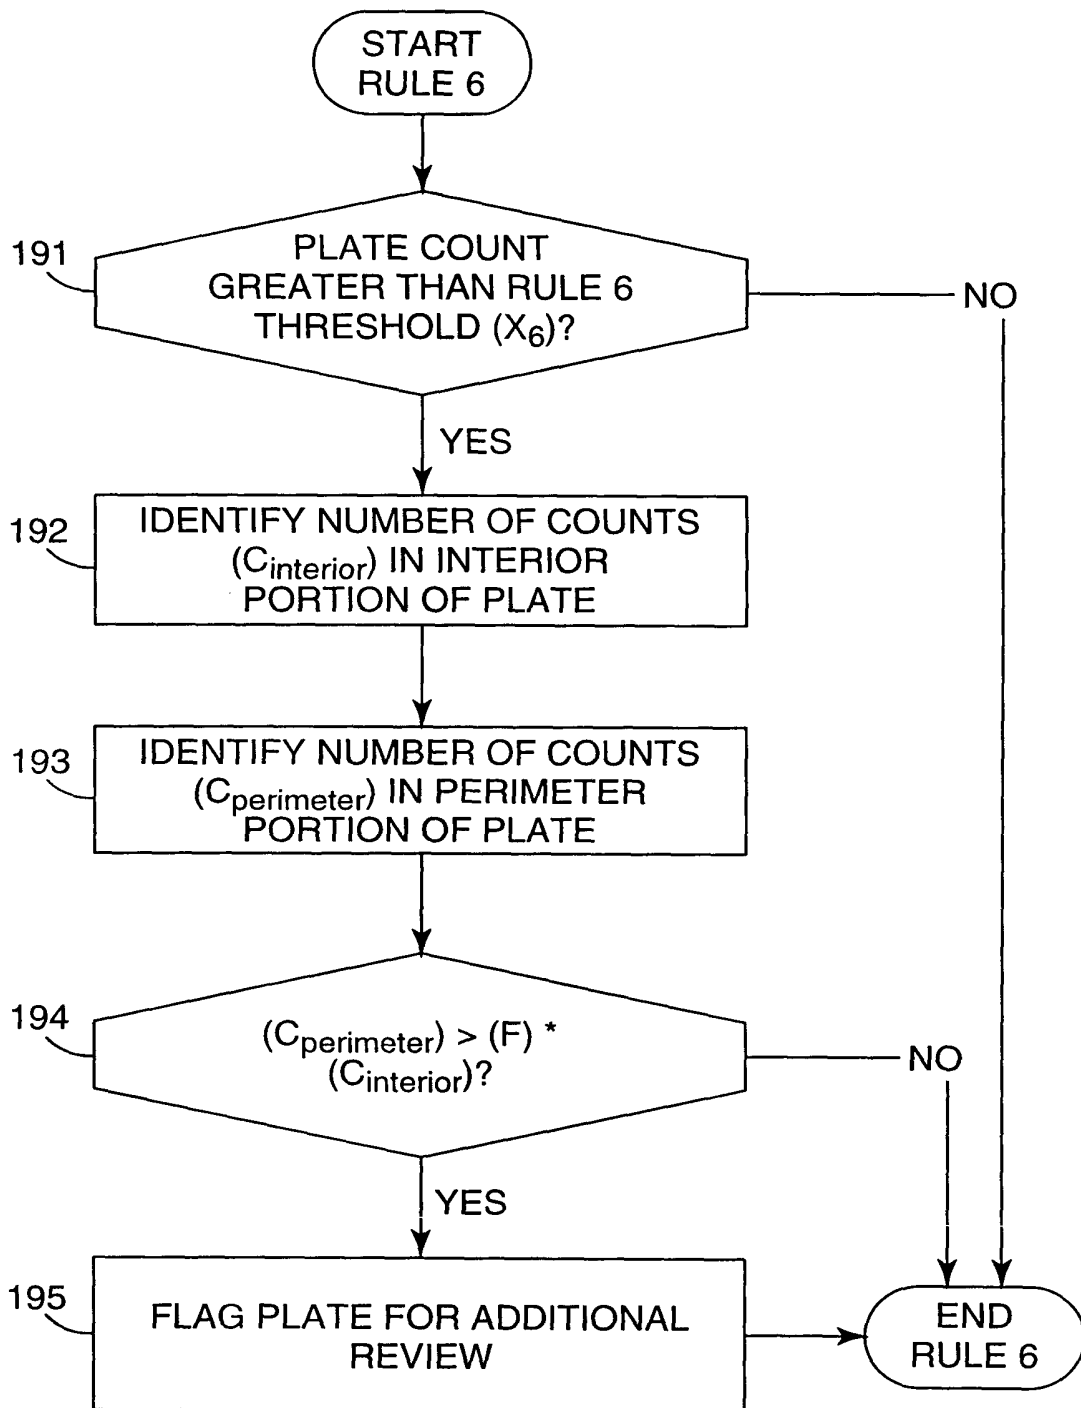 START
RULE 6
191
PLATE COUNT
GREATER THAN RULE 6
THRESHOLD (X6)?
NO
YES
192
IDENTIFY NUMBER OF COUNTS
(Cinterior) IN INTERIOR
PORTION OF PLATE
193
IDENTIFY NUMBER OF COUNTS
(Cperimeter) IN PERIMETER
PORTION OF PLATE
194
(Cperimeter) > (F) *
(Cinterior)?
NO
YES
195
FLAG PLATE FOR ADDITIONAL
REVIEW
END
RULE 6